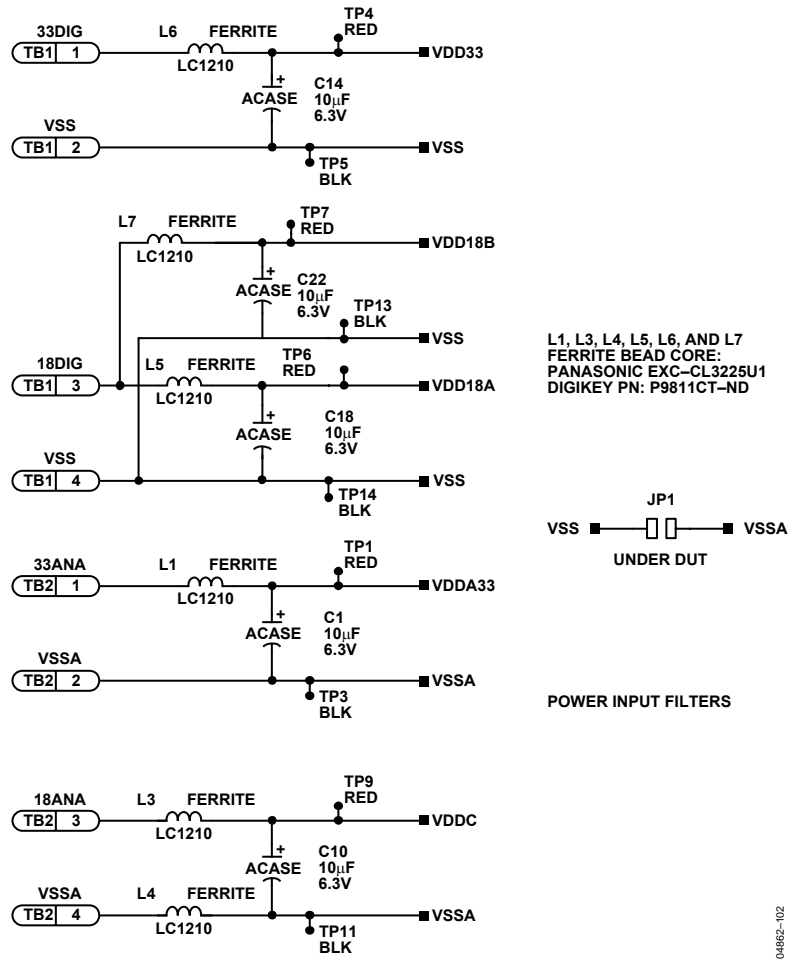 33DIG
TB1 1
L6 FERRITE
LC1210
TP4
RED
VDD33
+
ACASE
C14
10μF
6.3V
VSS
TB1 2
TP5
BLK
VSS
L7 FERRITE
LC1210
TP7
RED
VDD18B
+
ACASE
C22
10μF
6.3V
TP13
BLK
VSS
18DIG
TB1 3
L5 FERRITE
LC1210
TP6
RED
VDD18A
+
ACASE
C18
10μF
6.3V
VSS
TB1 4
TP14
BLK
VSS
33ANA
TB2 1
L1 FERRITE
LC1210
TP1
RED
VDDA33
+
ACASE
C1
10μF
6.3V
VSSA
TB2 2
TP3
BLK
VSSA
18ANA
TB2 3
L3 FERRITE
LC1210
TP9
RED
VDDC
+
ACASE
C10
10μF
6.3V
VSSA
TB2 4
L4 FERRITE
LC1210
TP11
BLK
VSSA
L1, L3, L4, L5, L6, AND L7
FERRITE BEAD CORE:
PANASONIC EXC–CL3225U1
DIGIKEY PN: P9811CT–ND
JP1
VSS VSSA
UNDER DUT
POWER INPUT FILTERS
04862–102